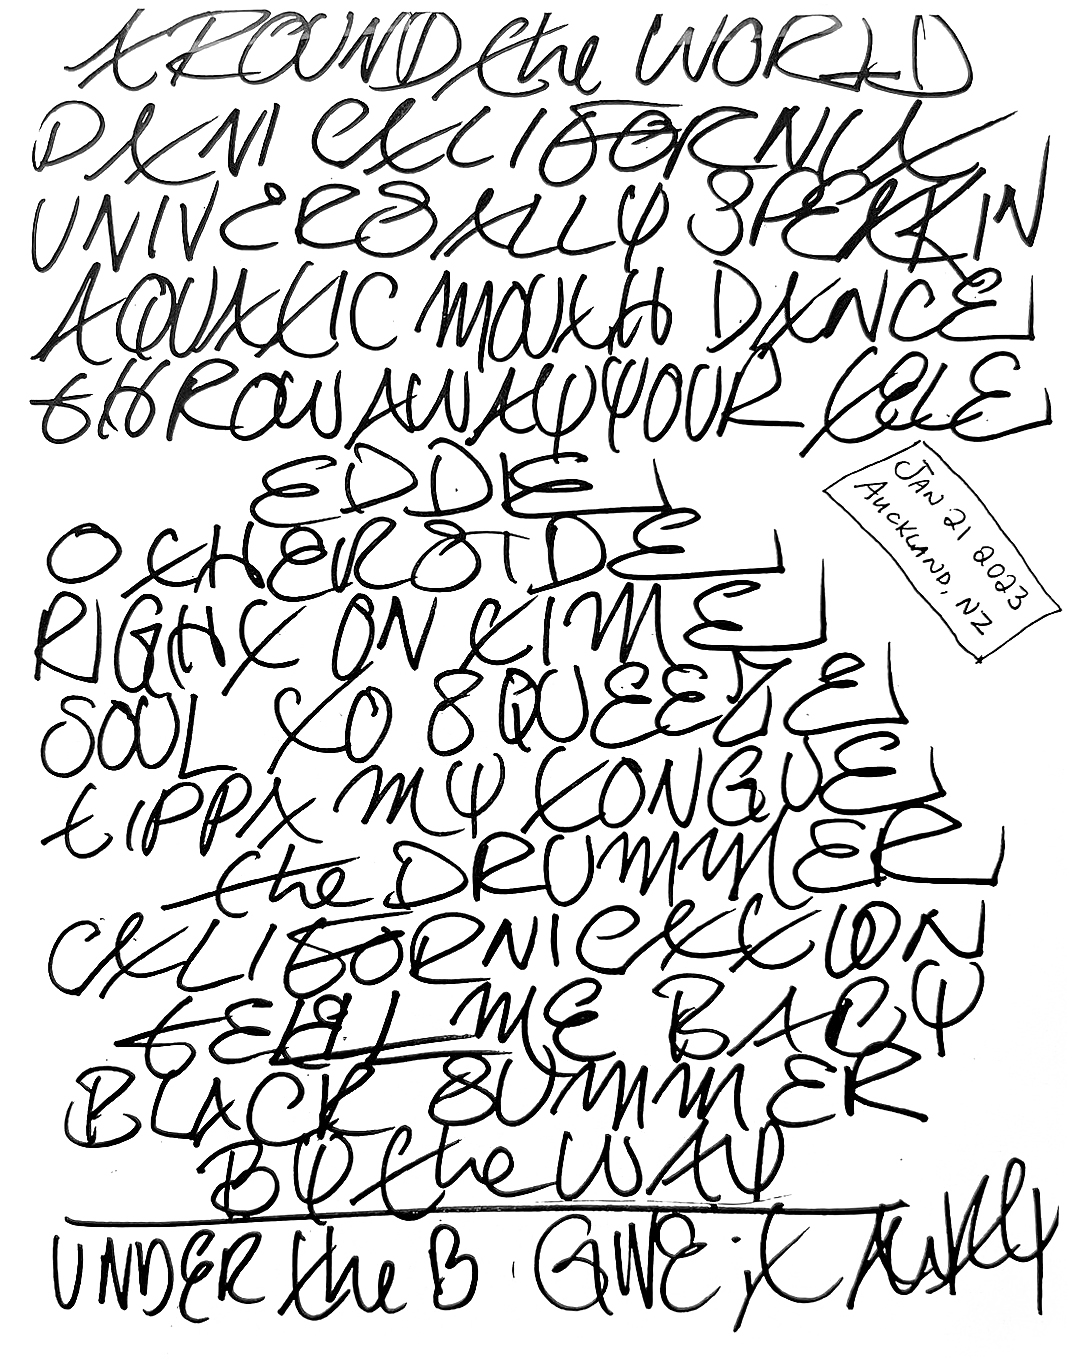 AROUND the WORLD
DANI CALIFORNIA
UNIVERSALLY SPEAKIN
AQUATIC MOUTH DANCE
tHROW AWAY YOUR tELE
EDDIE
OtHERSIDE
RIGHt ON tIME
SOUL tO SQUEEZE
tIPPA MY tONGUE
the DRUMMER
CALIFORNICAtION
tELL ME BABY
BLACK SUMMER
BY the WAY
UNDER the B. GIVE it AWAY
JAN 21 2023
AUCKLAND, NZ